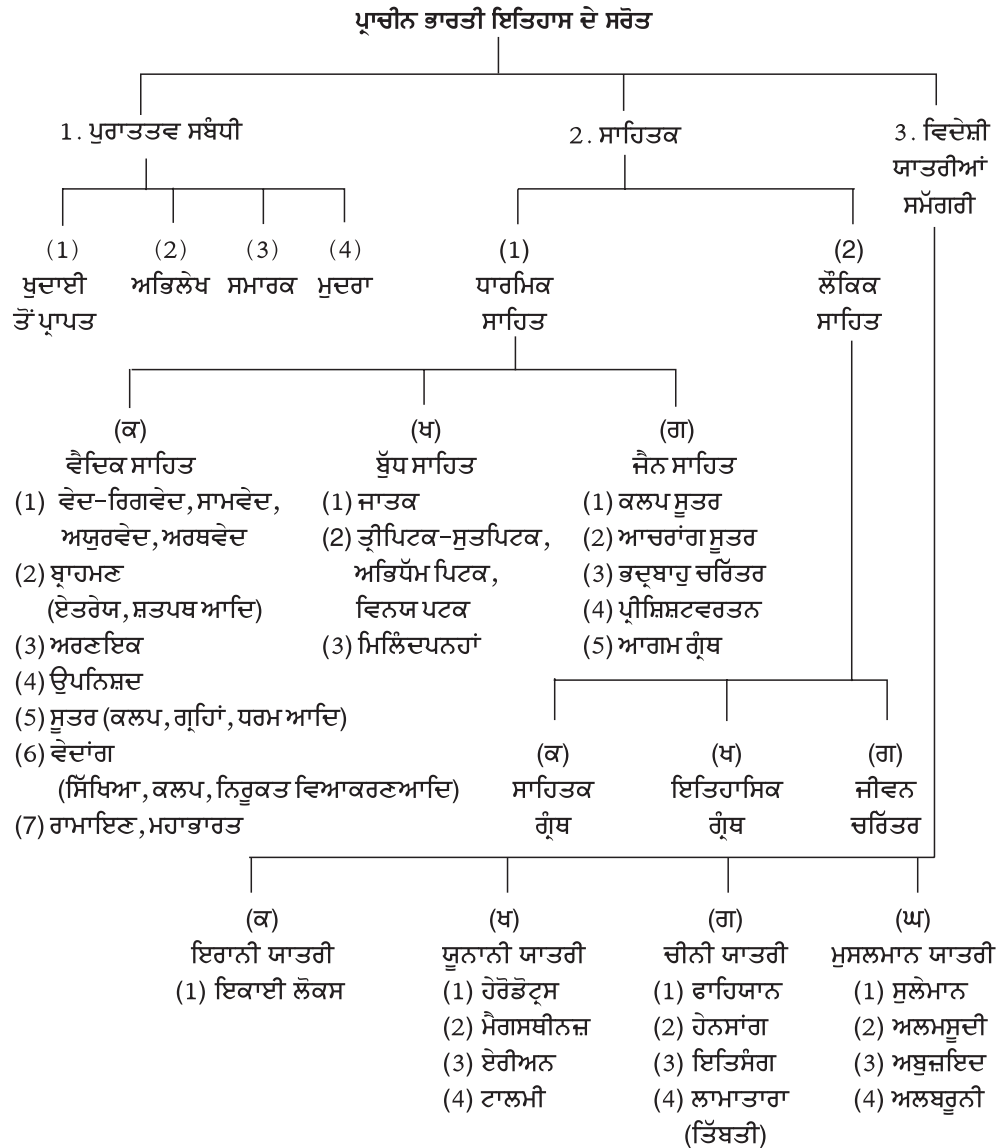 ਪ੍ਰਾਚੀਨ ਭਾਰਤੀ ਇਤਿਹਾਸ ਦੇ ਸਰੋਤ
1. ਪੁਰਾਤਤਵ ਸਬੰਧੀ
2. ਸਾਹਿਤਕ
3. ਵਿਦੇਸ਼ੀ
ਯਾਤਰੀਆਂ
ਸਮੱਗਰੀ
(1)
ਖੁਦਾਈ
ਤੋਂ ਪ੍ਰਾਪਤ
(2)
ਅਭਿਲੇਖ
(3)
ਸਮਾਰਕ
(4)
ਮੁਦਰਾ
(1)
ਧਾਰਮਿਕ
ਸਾਹਿਤ
(2)
ਲੌਕਿਕ
ਸਾਹਿਤ
(ਕ)
ਵੈਦਿਕ ਸਾਹਿਤ
(1) ਵੇਦ-ਰਿਗਵੇਦ, ਸਾਮਵੇਦ,
ਅਯੁਰਵੇਦ, ਅਰਥਵੇਦ
(2) ਬ੍ਰਾਹਮਣ
(ਏਤਰੇਯ, ਸ਼ਤਪਥ ਆਦਿ)
(3) ਅਰਣਇਕ
(4) ਉਪਨਿਸ਼ਦ
(5) ਸੂਤਰ (ਕਲਪ, ਗ੍ਰਹਿਾਂ, ਧਰਮ ਆਦਿ)
(6) ਵੇਦਾਂਗ
(ਸਿੱਖਿਆ, ਕਲਪ, ਨਿਰੂਕਤ ਵਿਆਕਰਣਆਦਿ)
(7) ਰਾਮਾਇਣ, ਮਹਾਭਾਰਤ
(ਖ)
ਬੁੱਧ ਸਾਹਿਤ
(1) ਜਾਤਕ
(2) ਤ੍ਰੀਪਿਟਕ-ਸੁਤਪਿਟਕ,
ਅਭਿਧੱਮ ਪਿਟਕ,
ਵਿਨਯ ਪਟਕ
(3) ਮਿਲਿੰਦਪਨਹਾਂ
(ਗ)
ਜੈਨ ਸਾਹਿਤ
(1) ਕਲਪ ਸੂਤਰ
(2) ਆਚਰਾਂਗ ਸੂਤਰ
(3) ਭਦ੍ਰਬਾਹੁ ਚਰਿੱਤਰ
(4) ਪ੍ਰੀਸ਼ਿਸ਼ਟਵਰਤਨ
(5) ਆਗਮ ਗ੍ਰੰਥ
(ਕ)
ਸਾਹਿਤਕ
ਗ੍ਰੰਥ
(ਖ)
ਇਤਿਹਾਸਿਕ
ਗ੍ਰੰਥ
(ਗ)
ਜੀਵਨ
ਚਰਿੱਤਰ
(ਕ)
ਇਰਾਨੀ ਯਾਤਰੀ
(1) ਇਕਾਈ ਲੋਕਸ
(ਖ)
ਯੂਨਾਨੀ ਯਾਤਰੀ
(1) ਹੇਰੋਡੋਟ੍ਰਸ
(2) ਮੈਗਸਥੀਨਜ਼
(3) ਏਰੀਅਨ
(4) ਟਾਲਮੀ
(ਗ)
ਚੀਨੀ ਯਾਤਰੀ
(1) ਫਾਹਿਯਾਨ
(2) ਹੇਨਸਾਂਗ
(3) ਇਤਿਸੰਗ
(4) ਲਾਮਾਤਾਰਾ
(ਤਿੱਬਤੀ)
(ਘ)
ਮੁਸਲਮਾਨ ਯਾਤਰੀ
(1) ਸੁਲੇਮਾਨ
(2) ਅਲਮਸੂਦੀ
(3) ਅਬੁਜ਼ਇਦ
(4) ਅਲਬਰੂਨੀ